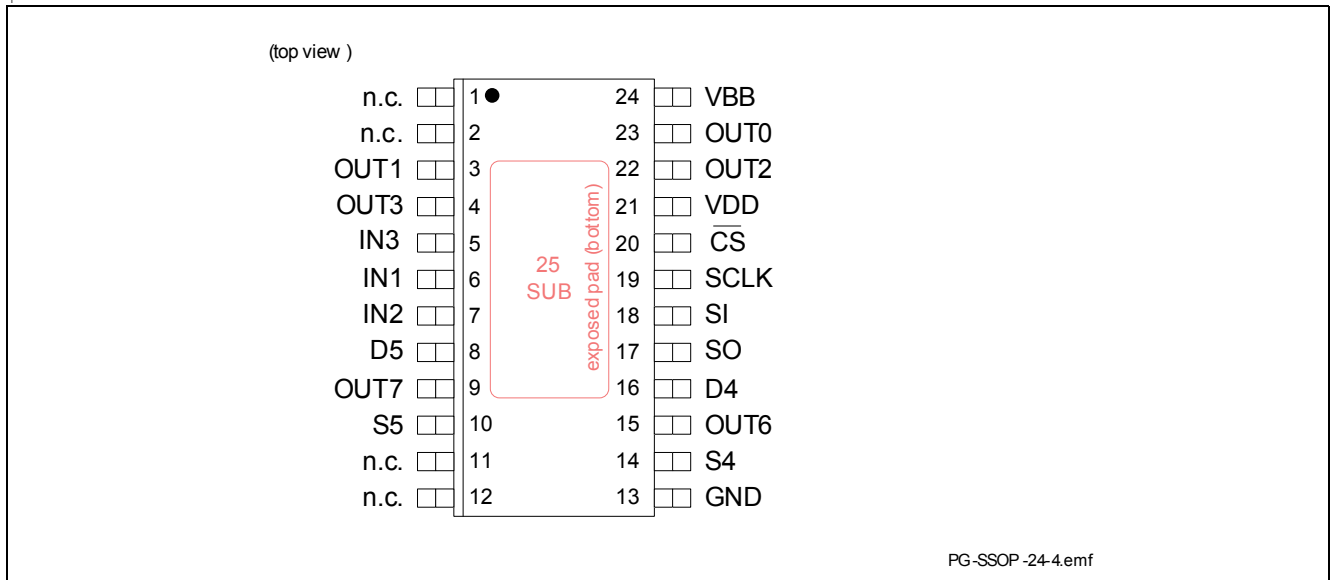 (top view )
n.c. 1 24 VBB
n.c. 2 23 OUT0
OUT1 3 22 OUT2
OUT3 4 21 VDD
IN3 5 20 C̅S̅
IN1 6 19 SCLK
IN2 7 18 SI
D5 8 17 SO
OUT7 9 16 D4
S5 10 15 OUT6
n.c. 11 14 S4
n.c. 12 13 GND
25
SUB
exposed pad (bottom)
PG-SSOP-24-4.emf